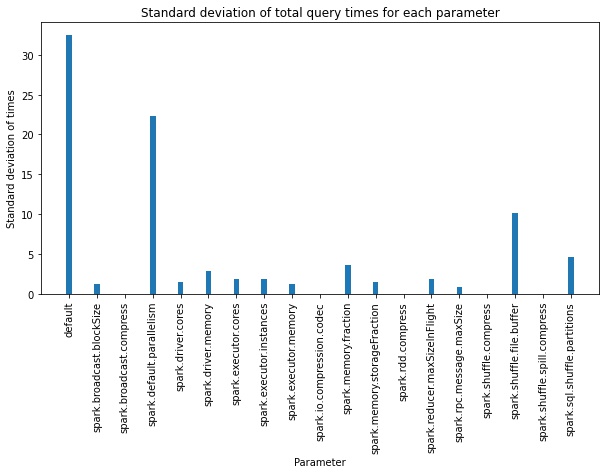 Standard deviation of total query times for each parameter
Standard deviation of times
30
25
20
15
10
5
0
default
spark.broadcast.blockSize
spark.broadcast.compress
spark.default.parallelism
spark.driver.cores
spark.driver.memory
spark.executor.cores
spark.executor.instances
spark.executor.memory
spark.io.compression.codec
spark.memory.fraction
spark.memory.storageFraction
spark.rdd.compress
spark.reducer.maxSizeInFlight
spark.rpc.message.maxSize
spark.shuffle.compress
spark.shuffle.file.buffer
spark.shuffle.spill.compress
spark.sql.shuffle.partitions
Parameter